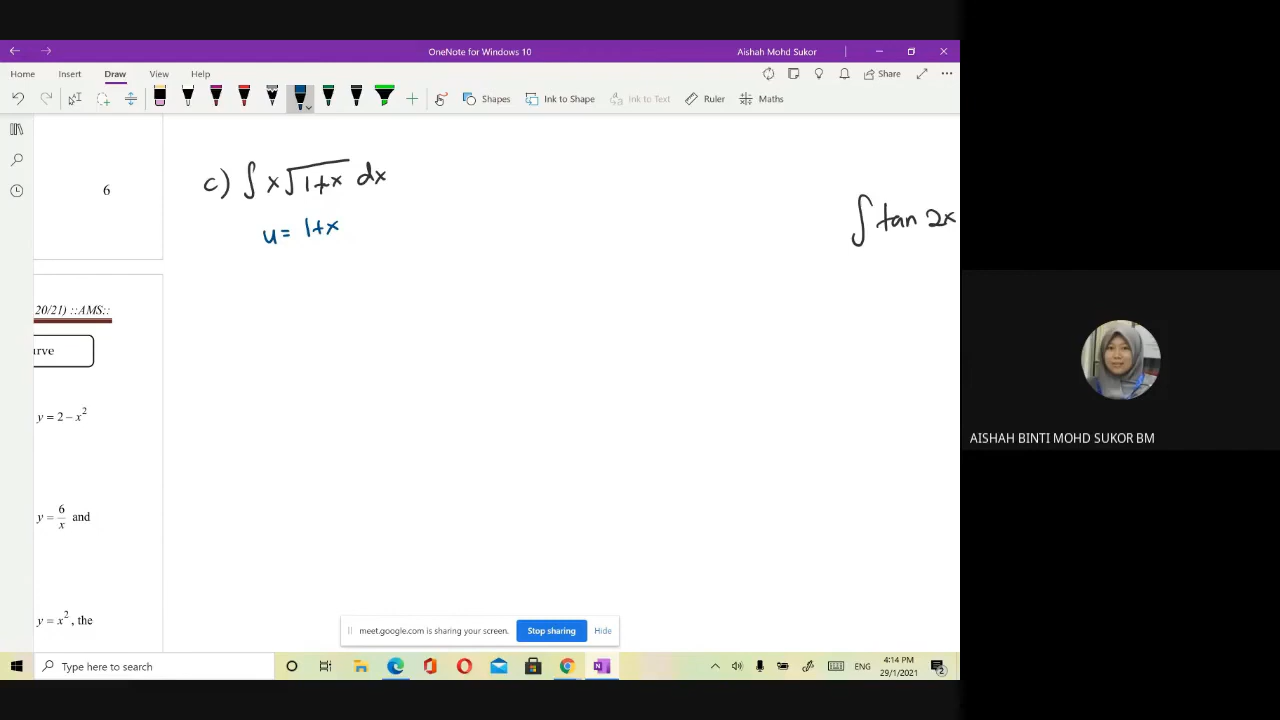 OneNote for Windows 10
Aishah Mohd Sukor
Home Insert Draw View Help
Share
Shapes Ink to Shape Ink to Text Ruler Maths
6
c) ∫ x√(1+x) dx
u = 1+x
∫ tan 2x
20/21) ::AMS::
urve
y = 2 – x²
y = 6/x and
y = x², the
AISHAH BINTI MOHD SUKOR BM
meet.google.com is sharing your screen. Stop sharing Hide
Type here to search
ENG
4:14 PM
29/1/2021
2